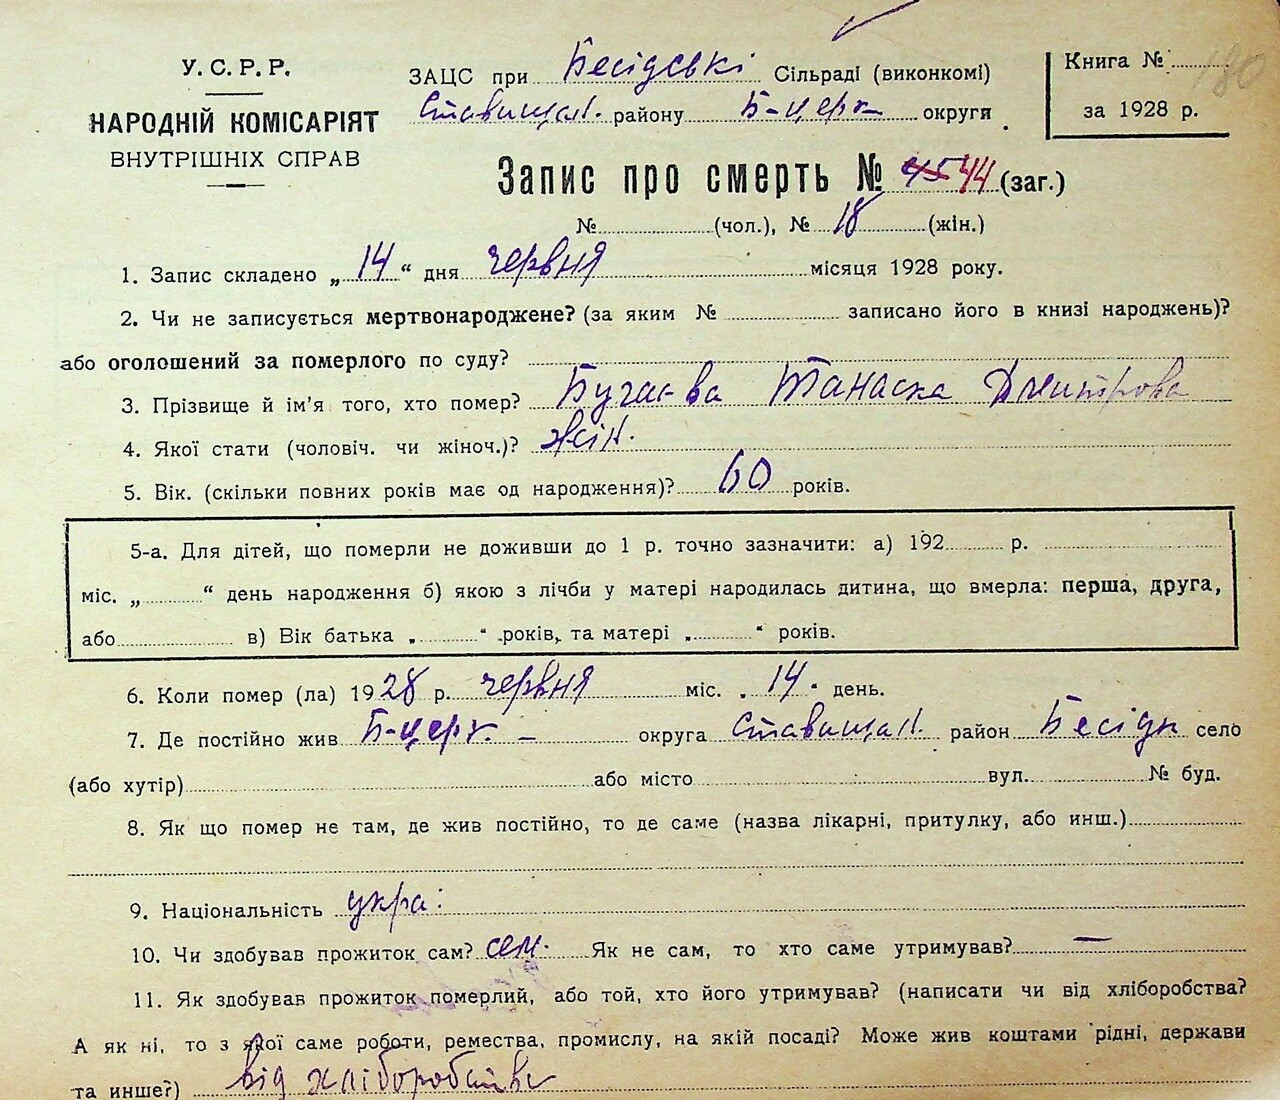 У.С.Р.Р.
НАРОДНІЙ КОМІСАРІЯТ
ВНУТРІШНІХ СПРАВ
ЗАЦС при Бесідські Сільраді (виконкомі)
Ставищан. району Б-церк округи
Книга №
180
за 1928 р.
Запис про смерть № 45 44 (заг.)
№ (чол.), № 18 (жін.)
1. Запис складено „14“ дня червня місяця 1928 року.
2. Чи не записується мертвонароджене? (за яким № записано його в книзі народжень)?
або оголошений за померлого по суду?
3. Прізвище й ім'я того, хто помер? Танаска Дмитрова
4. Якої стати (чоловіч. чи жіноч.)? жін.
5. Вік. (скільки повних років має од народження)? 60 років.
5-а. Для дітей, що померли не доживши до 1 р. точно зазначити: а) 192 р.
міс. „ “ день народження б) якою з лічби у матері народилась дитина, що вмерла: перша, друга,
або в) Вік батька „ “ років, та матері „ “ років.
6. Коли помер (ла) 1928 р. червня міс. „14“ день.
7. Де постійно жив Б-церк. – округа Ставищан. район Бесідк село
(або хутір) або місто вул. № буд.
8. Як що помер не там, де жив постійно, то де саме (назва лікарні, притулку, або инш.)
9. Національність укра:
10. Чи здобував прожиток сам? сам. Як не сам, то хто саме утримував? —
11. Як здобував прожиток померлий, або той, хто його утримував? (написати чи від хліборобства?
А як ні, то з якої саме роботи, ремества, промислу, на якій посаді? Може жив коштами рідні, держави
та инше?) від хліборобства